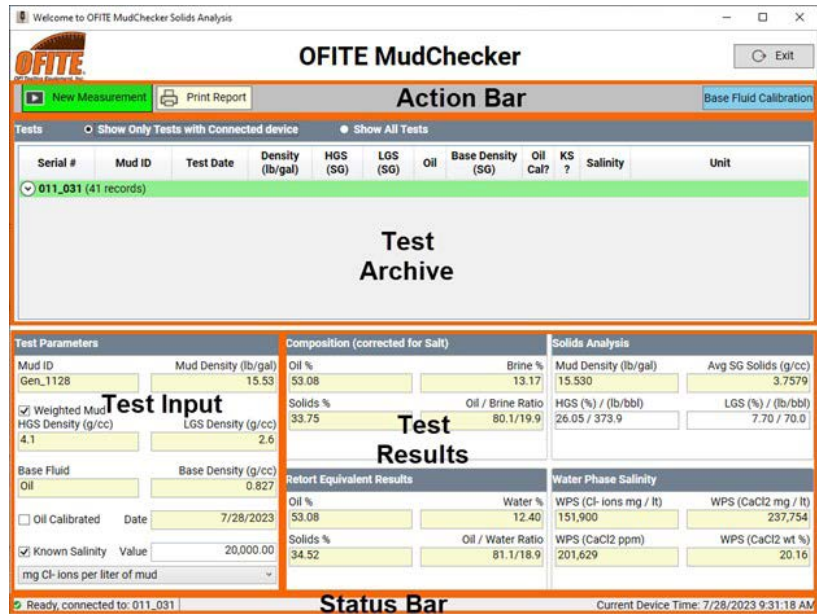 Welcome to OFITE MudChecker Solids Analysis
OFITE
OFI Testing Equipment, Inc.
OFITE MudChecker
Exit
New Measurement
Print Report
Action Bar
Base Fluid Calibration
Tests Show Only Tests with Connected device Show All Tests
Serial # Mud ID Test Date Density (lb/gal) HGS (SG) LGS (SG) Oil Base Density (SG) Oil Cal? KS ? Salinity Unit
011_031 (41 records)
Test
Archive
Test Parameters
Mud ID Mud Density (lb/gal)
Gen_1128 15.53
Weighted Mud
Test Input
HGS Density (g/cc) LGS Density (g/cc)
4.1 2.6
Base Fluid Base Density (g/cc)
Oil 0.827
Oil Calibrated Date 7/28/2023
Known Salinity Value 20,000.00
mg Cl- ions per liter of mud
Composition (corrected for Salt)
Oil % Brine %
53.08 13.17
Solids % Oil / Brine Ratio
33.75 80.1/19.9
Test
Results
Retort Equivalent Results
Oil % Water %
53.08 12.40
Solids % Oil / Water Ratio
34.52 81.1/18.9
Solids Analysis
Mud Density (lb/gal) Avg SG Solids (g/cc)
15.530 3.7579
HGS (%) / (lb/bbl) LGS (%) / (lb/bbl)
26.05 / 373.9 7.70 / 70.0
Water Phase Salinity
WPS (Cl- ions mg / lt) WPS (CaCl2 mg / lt)
151,900 237,754
WPS (CaCl2 ppm) WPS (CaCl2 wt %)
201,629 20.16
Ready, connected to: 011_031
Status Bar
Current Device Time: 7/28/2023 9:31:18 AM